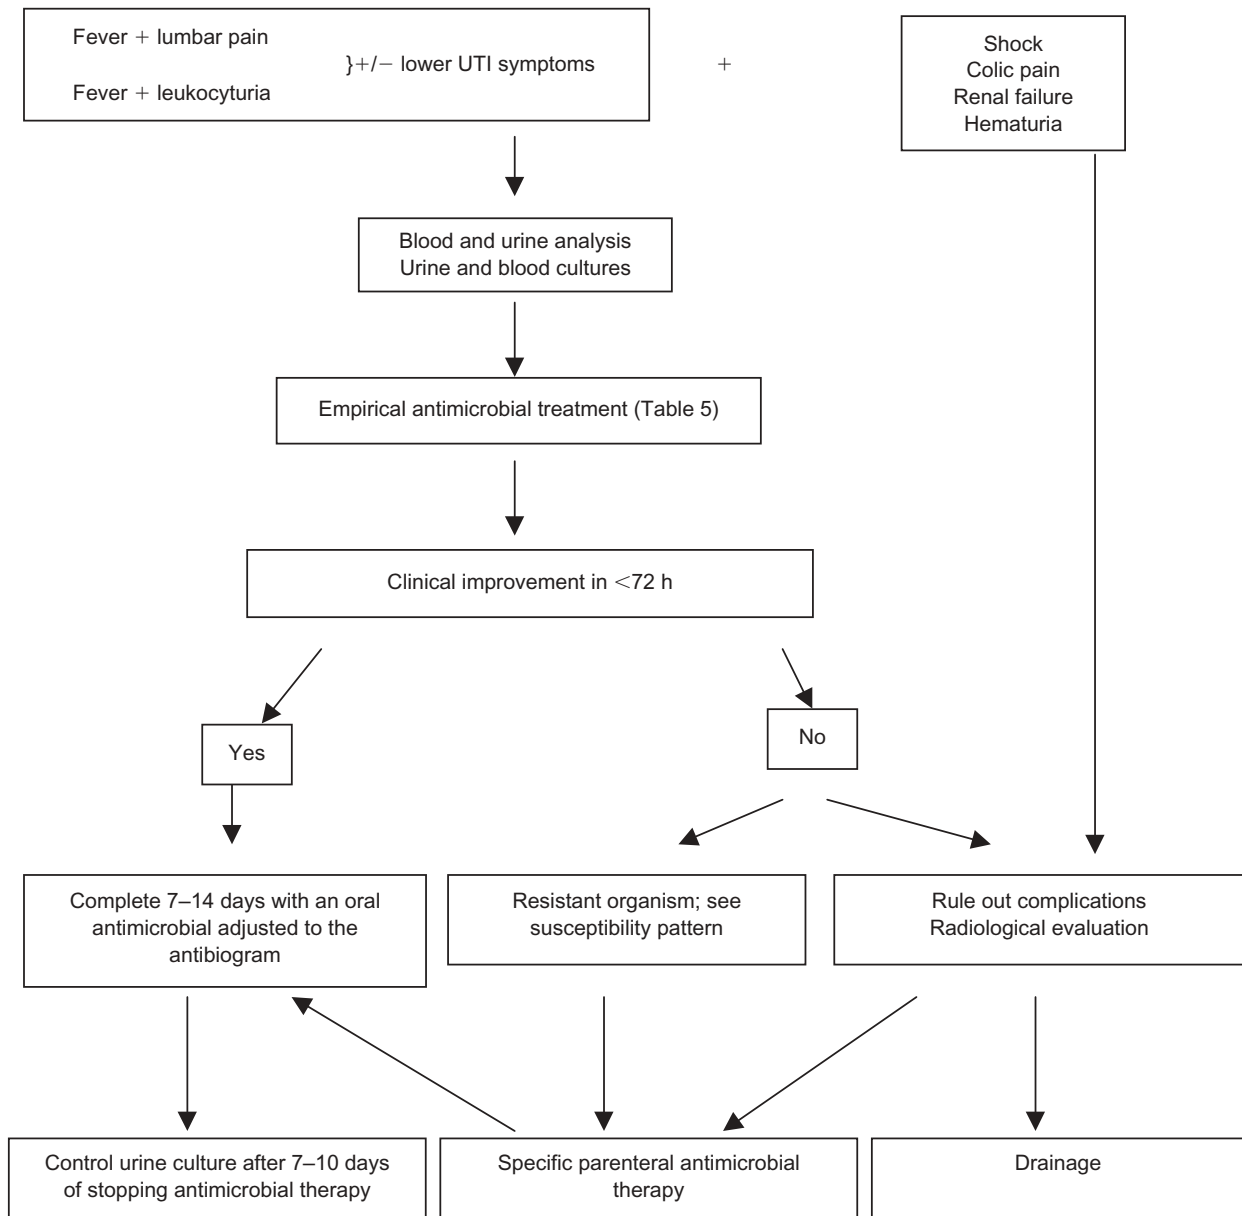 Fever + lumbar pain
}+/− lower UTI symptoms
Fever + leukocyturia
+
Shock
Colic pain
Renal failure
Hematuria
Blood and urine analysis
Urine and blood cultures
Empirical antimicrobial treatment (Table 5)
Clinical improvement in <72 h
Yes
No
Complete 7–14 days with an oral
antimicrobial adjusted to the
antibiogram
Resistant organism; see
susceptibility pattern
Rule out complications
Radiological evaluation
Control urine culture after 7–10 days
of stopping antimicrobial therapy
Specific parenteral antimicrobial
therapy
Drainage